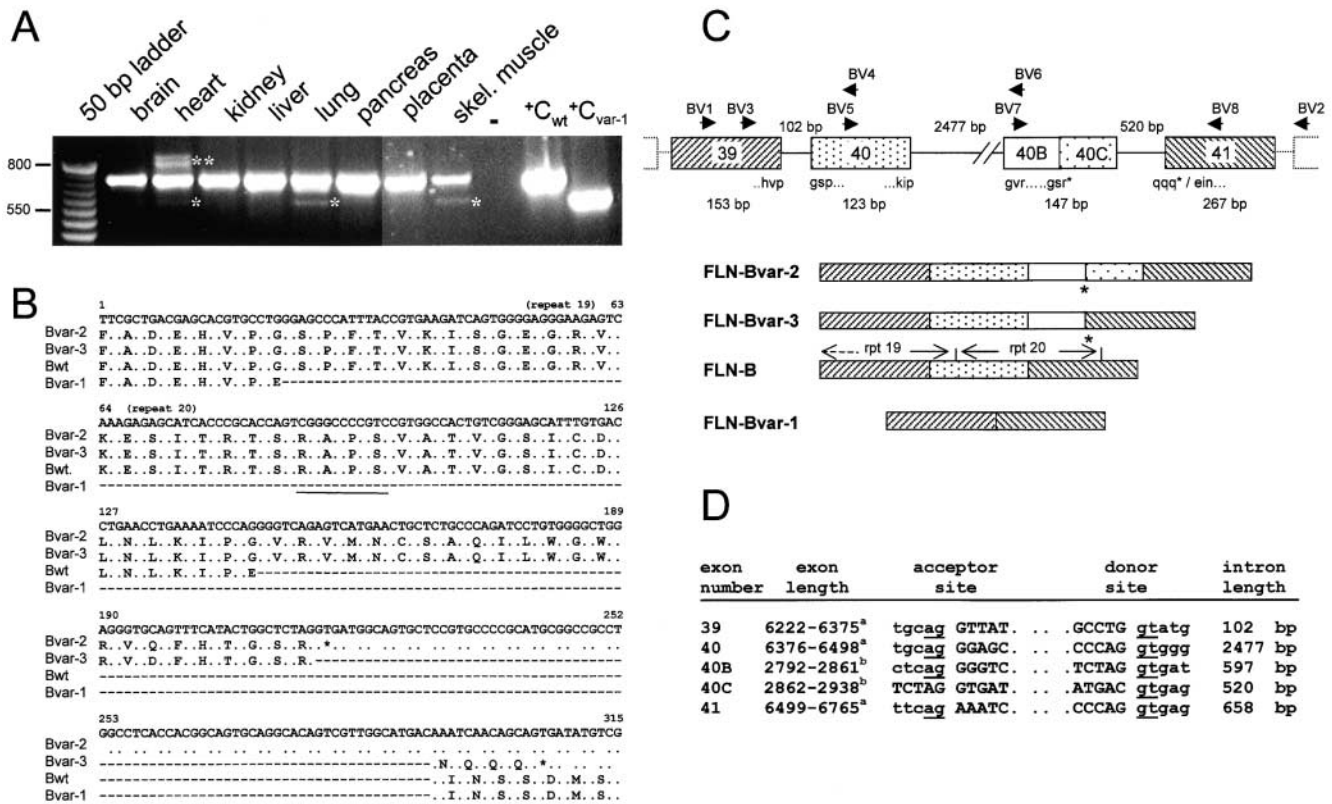 A
50 bp ladder
brain
heart
kidney
liver
lung
pancreas
placenta
skel. muscle
-
+Cwt
+Cvar-1
800
550
**
*
*
*
B
1 (repeat 19) 63
TTCGCTGACGAGCACGTGCCTGGGAGCCCATTTACCGTGAAGATCAGTGGGGAGGGAAGAGTC
Bvar-2 F..A..D..E..H..V..P..G..S..P..F..T..V..K..I..S..G..E..G..R..V..
Bvar-3 F..A..D..E..H..V..P..G..S..P..F..T..V..K..I..S..G..E..G..R..V..
Bwt F..A..D..E..H..V..P..G..S..P..F..T..V..K..I..S..G..E..G..R..V..
Bvar-1 F..A..D..E..H..V..P..E----------------------------------------
64 (repeat 20) 126
AAAGAGAGCATCACCCGCACCAGTCGGGCCCCGTCCGTGGCCACTGTCGGGAGCATTTGTGAC
Bvar-2 K..E..S..I..T..R..T..S..R..A..P..S..V..A..T..V..G..S..I..C..D..
Bvar-3 K..E..S..I..T..R..T..S..R..A..P..S..V..A..T..V..G..S..I..C..D..
Bwt. K..E..S..I..T..R..T..S..R..A..P..S..V..A..T..V..G..S..I..C..D..
Bvar-1 ---------------------------------------------------------------
127 189
CTGAACCTGAAAATCCCAGGGGTCAGAGTCATGAACTGCTCTGCCCAGATCCTGTGGGGCTGG
Bvar-2 L..N..L..K..I..P..G..V..R..V..M..N..C..S..A..Q..I..L..W..G..W..
Bvar-3 L..N..L..K..I..P..G..V..R..V..M..N..C..S..A..Q..I..L..W..G..W..
Bwt L..N..L..K..I..P..E--------------------------------------------
Bvar-1 ---------------------------------------------------------------
190 252
Bvar-2 R..V..Q..F..H..T..G..S..R..*.. .. .. .. .. .. .. .. .. .. .. ..
Bvar-3 R..V..D..F..H..T..G..S..R--------------------------------------
Bwt ---------------------------------------------------------------
Bvar-1 ---------------------------------------------------------------
253 315
GGCCTCACCACGGCAGTGCAGGCACAGTCGTTGGCATGACAAATCAACAGCAGTGATATGTCG
Bvar-2 .. .. .. .. .. .. .. .. .. .. .. .. .. .. .. .. .. .. .. .. ..
Bvar-3 ----------------------------------------N..Q..Q..Q..*.. .. ..
Bwt ----------------------------------------..I..N..S..S..D..M..S..
Bvar-1 ----------------------------------------..I..N..S..S..D..M..S..
C
BV4 BV6
BV1 BV3 BV5 BV7 BV8 BV2
102 bp 2477 bp 520 bp
39 40 40B 40C 41
..hvp gsp... ...kip gvr.....gsr* qqq* / ein...
153 bp 123 bp 147 bp 267 bp
FLN-Bvar-2
*
FLN-Bvar-3
*
rpt 19 rpt 20
FLN-B
FLN-Bvar-1
D
exon exon acceptor donor intron
number length site site length
39 6222-6375a tgcag GGTTAT. . . .GCCTG gtatg 102 bp
40 6376-6498a tgcag GGAGC. . . .CCCAG gtggg 2477 bp
40B 2792-2861b ctcag GGGTC. . . .TCTAG gtgat 597 bp
40C 2862-2938b TCTAG GTGAT. . . .ATGAC gtgag 520 bp
41 6499-6765a ttcag AAATC. . . .CCCAG gtgag 658 bp